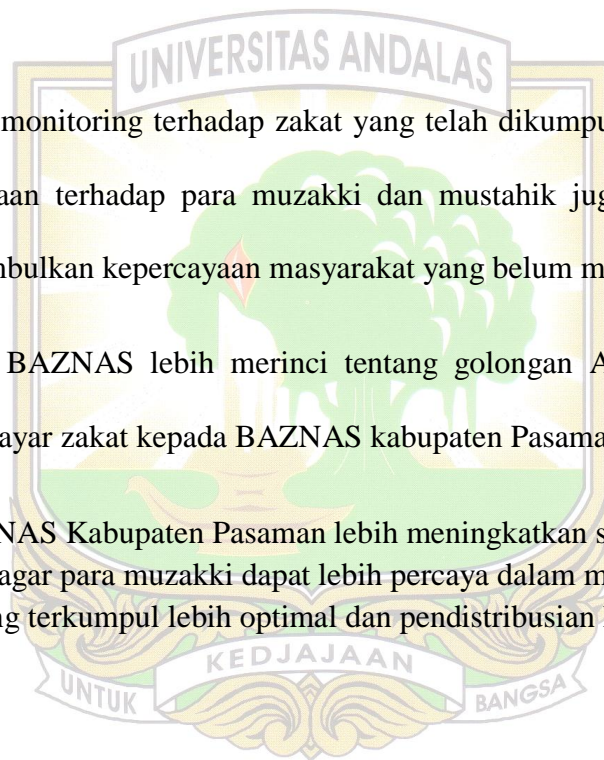 UNIVERSITAS ANDALAS
monitoring terhadap zakat yang telah dikumpu
aan terhadap para muzakki dan mustahik jug
nbulkan kepercayaan masyarakat yang belum m
BAZNAS lebih merinci tentang golongan A
ayar zakat kepada BAZNAS kabupaten Pasama
NAS Kabupaten Pasaman lebih meningkatkan s
agar para muzakki dapat lebih percaya dalam m
ng terkumpul lebih optimal dan pendistribusian
KEDJAJAAN
UNTUK BANGSA